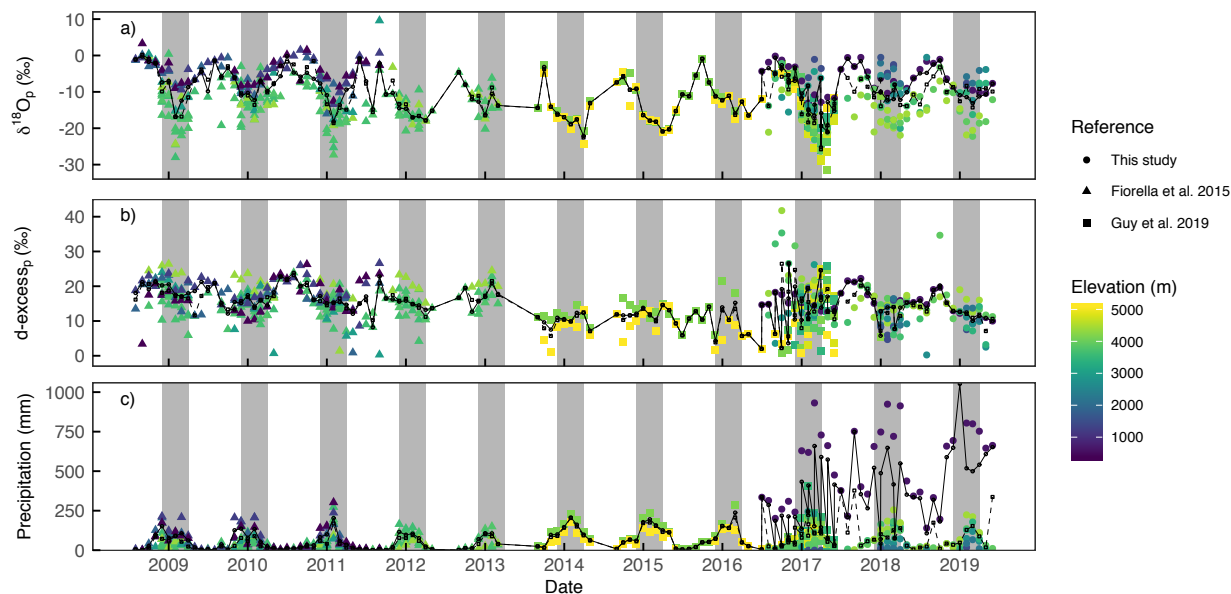 a)
δ18Op (‰)
10
0
-10
-20
-30
b)
d-excessp (‰)
40
30
20
10
0
c)
Precipitation (mm)
1000
750
500
250
0
2009 2010 2011 2012 2013 2014 2015 2016 2017 2018 2019
Date
Reference
This study
Fiorella et al. 2015
Guy et al. 2019
Elevation (m)
5000
4000
3000
2000
1000